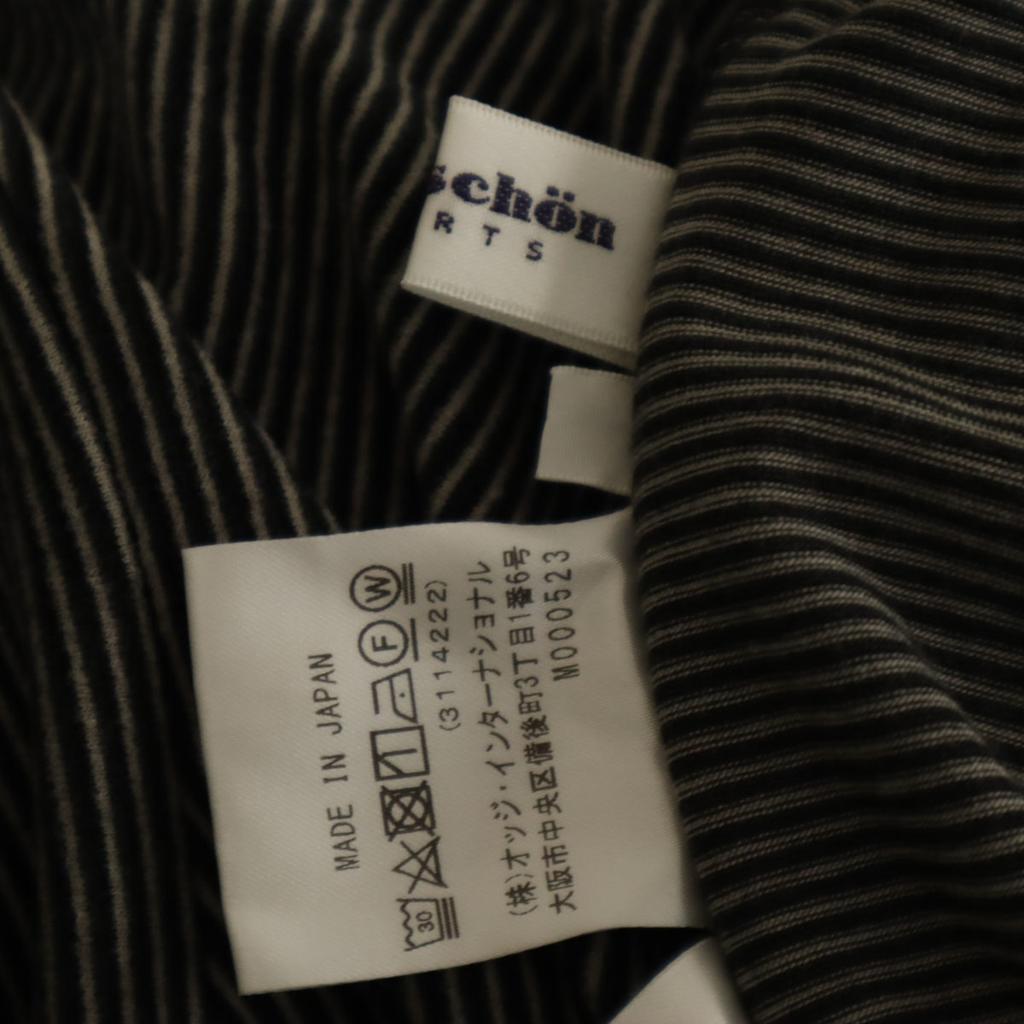 schön
RTS
MADE IN JAPAN
30
F
W
(3114222)
(株)オッジ・インターナショナル
大阪市中央区備後町3丁目1番6号
M000523